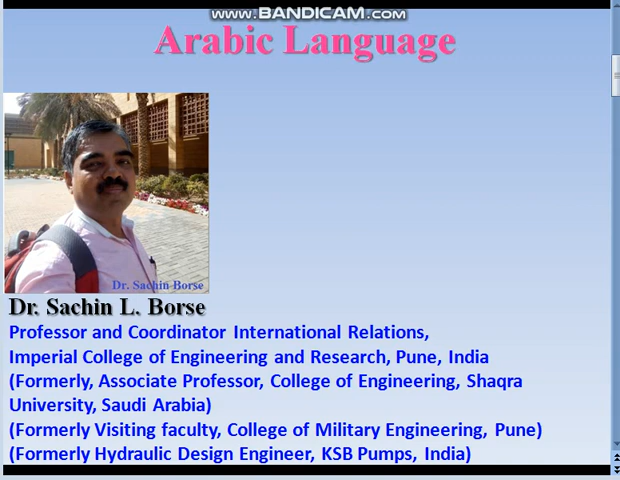 www.BANDICAM.com
Arabic Language
Dr. Sachin Borse
Dr. Sachin L. Borse
Professor and Coordinator International Relations,
Imperial College of Engineering and Research, Pune, India
(Formerly, Associate Professor, College of Engineering, Shaqra
University, Saudi Arabia)
(Formerly Visiting faculty, College of Military Engineering, Pune)
(Formerly Hydraulic Design Engineer, KSB Pumps, India)